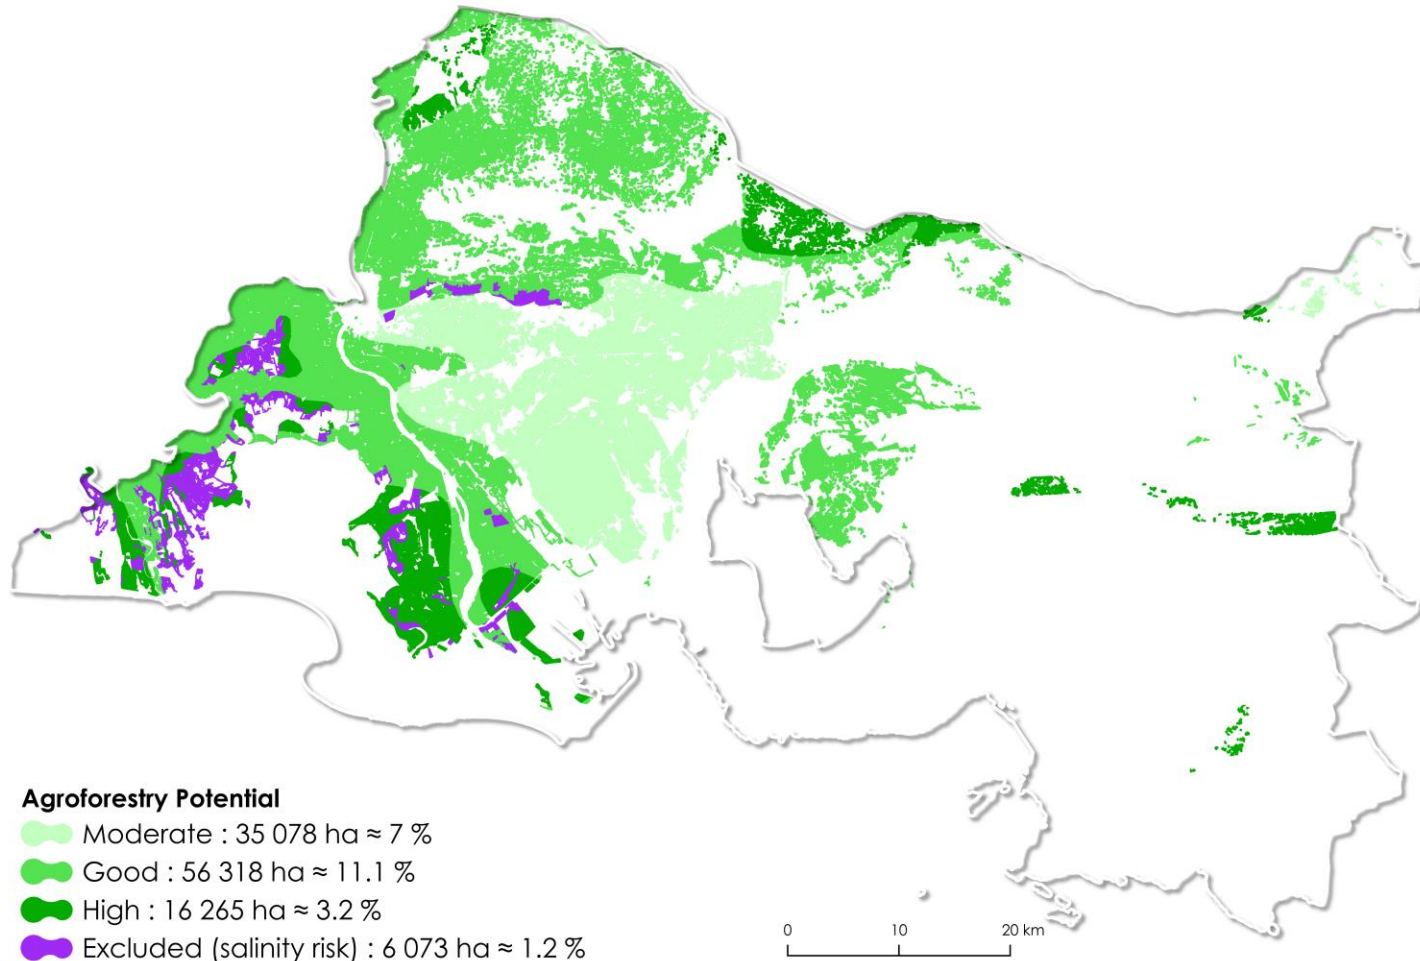 Agroforestry Potential
Moderate : 35 078 ha ≈ 7 %
Good : 56 318 ha ≈ 11.1 %
High : 16 265 ha ≈ 3.2 %
Excluded (salinity risk) : 6 073 ha ≈ 1.2 %
0 10 20 km